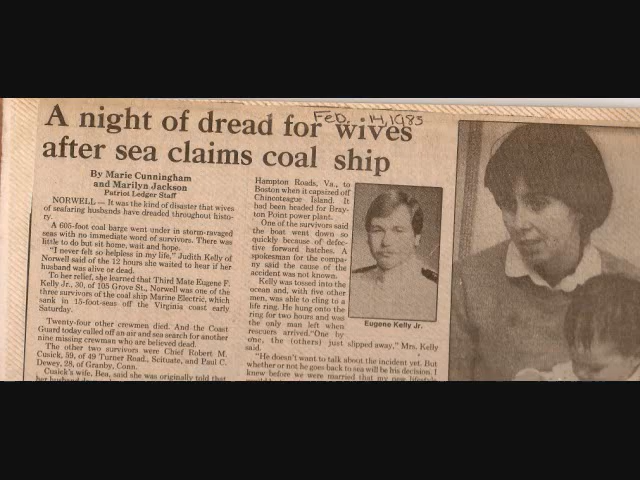 Feb. 14, 1983
A night of dread for wives
after sea claims coal ship
By Marie Cunningham
and Marilyn Jackson
Patriot Ledger Staff
NORWELL — It was the kind of disaster that wives
of seafaring husbands have dreaded throughout histo-
ry.
A 605-foot coal barge went under in storm-ravaged
seas with no immediate word of survivors. There was
little to do but sit home, wait and hope.
"I never felt so helpless in my life," Judith Kelly of
Norwell said of the 12 hours she waited to hear if her
husband was alive or dead.
To her relief, she learned that Third Mate Eugene F.
Kelly Jr., 30, of 105 Grove St., Norwell was one of the
three survivors of the coal ship Marine Electric, which
sank in 15-foot-seas off the Virginia coast early
Saturday.
Twenty-four other crewmen died. And the Coast
Guard today called off an air and sea search for another
nine missing crewmen who are believed dead.
The other two survivors were Chief Robert M.
Cusick, 59, of 49 Turner Road., Scituate, and Paul C.
Dewey, 28, of Granby, Conn.
Cusick's wife, Bea, said she was originally told that
Hampton Roads, Va., to
Boston when it capsized off
Chincoteague Island. It
had been headed for Bray-
ton Point power plant.
One of the survivors said
the boat went down so
quickly because of defec-
tive forward hatches. A
spokesman for the compa-
ny said the cause of the
accident was not known.
Kelly was tossed into the
ocean and, with five other
men, was able to cling to a
life ring. He hung onto the
ring for two hours and was
the only man left when
rescuers arrived. "One by
one, the (others) just slipped away," Mrs. Kelly
said.
"He doesn't want to talk about the incident yet. But
whether or not he goes back to sea will be his decision. I
knew before we were married that my new lifestyle
Eugene Kelly Jr.